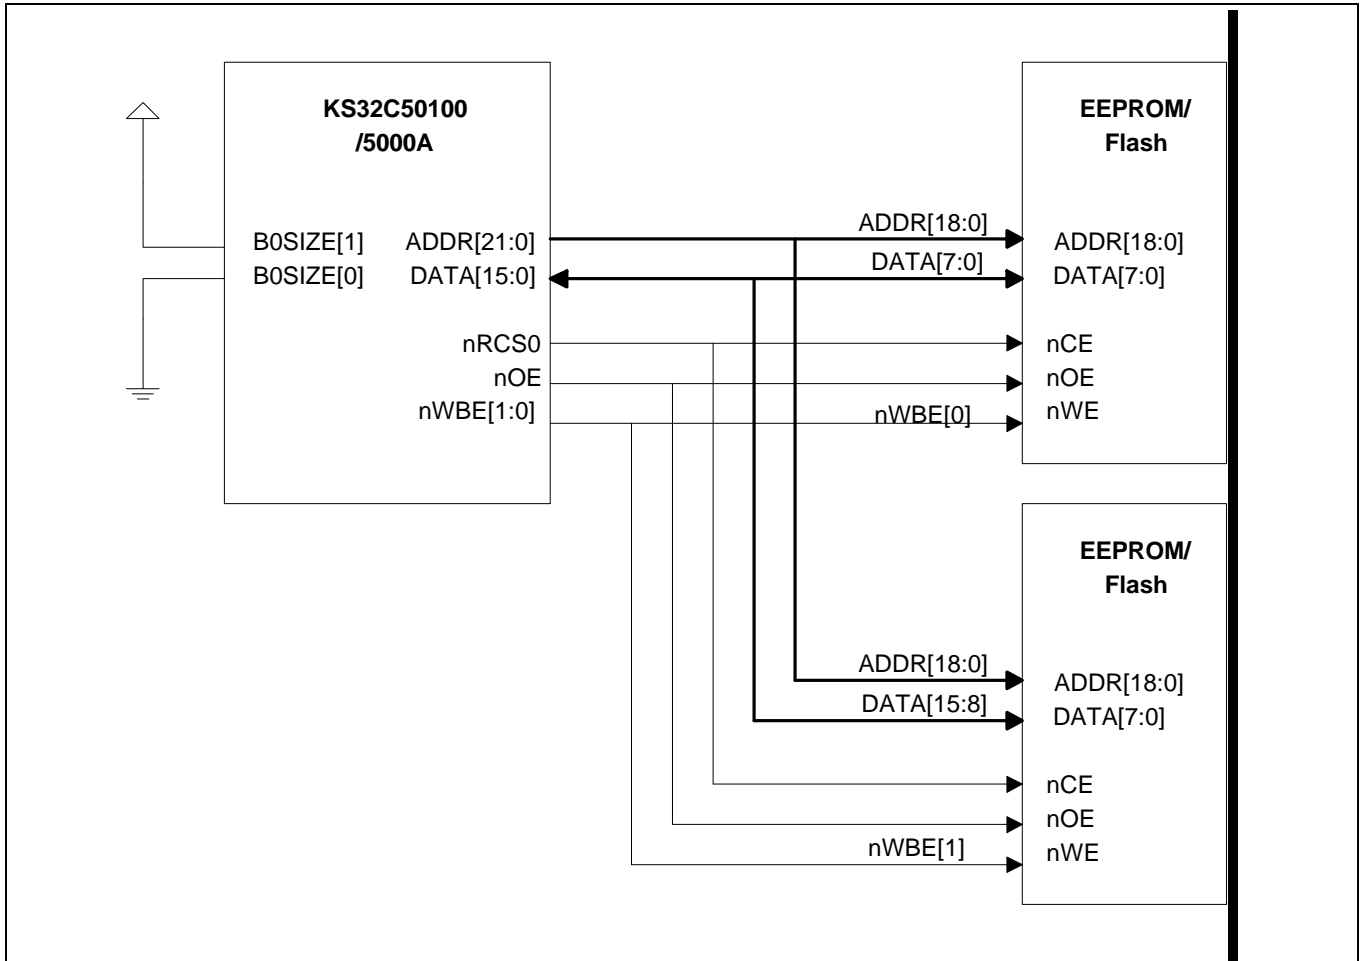 KS32C50100
/5000A
B0SIZE[1]
B0SIZE[0]
ADDR[21:0]
DATA[15:0]
nRCS0
nOE
nWBE[1:0]
ADDR[18:0]
DATA[7:0]
nWBE[0]
EEPROM/
Flash
ADDR[18:0]
DATA[7:0]
nCE
nOE
nWE
ADDR[18:0]
DATA[15:8]
nWBE[1]
EEPROM/
Flash
ADDR[18:0]
DATA[7:0]
nCE
nOE
nWE